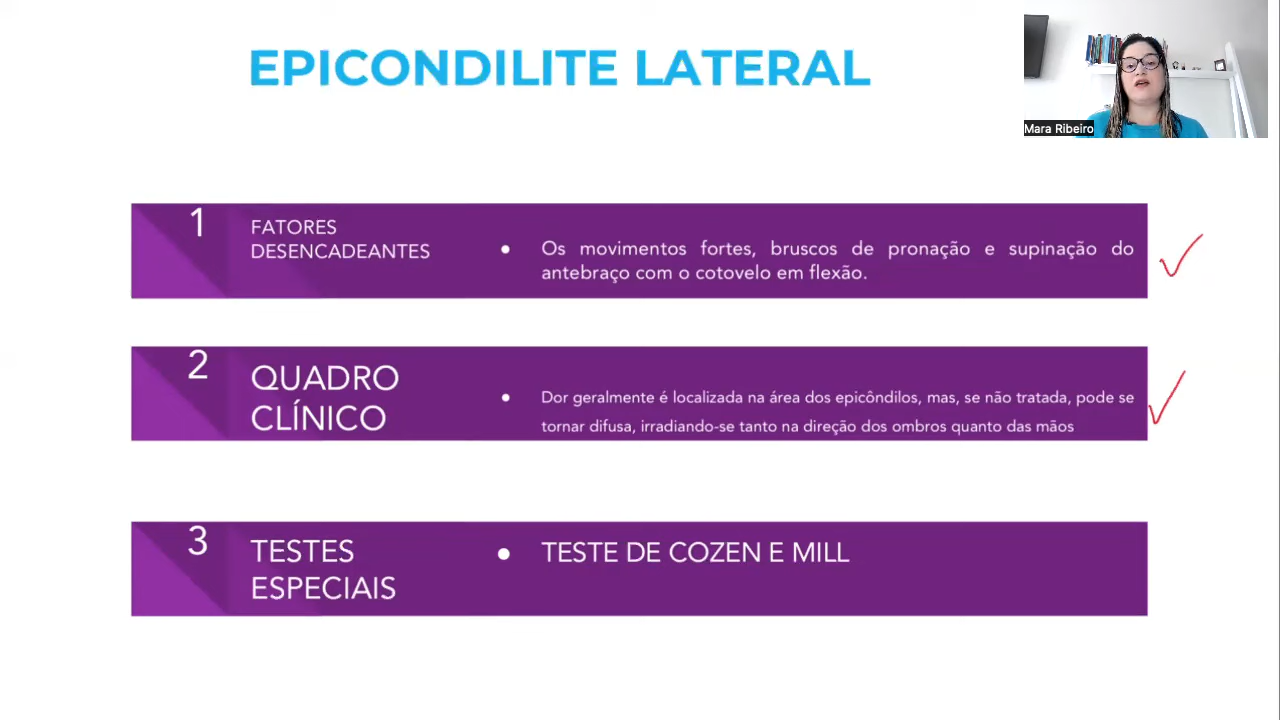 EPICONDILITE LATERAL
Mara Ribeiro
1
FATORES
DESENCADEANTES
● Os movimentos fortes, bruscos de pronação e supinação do
antebraço com o cotovelo em flexão.
2
QUADRO
CLÍNICO
● Dor geralmente é localizada na área dos epicôndilos, mas, se não tratada, pode se
tornar difusa, irradiando-se tanto na direção dos ombros quanto das mãos
3
TESTES
ESPECIAIS
● TESTE DE COZEN E MILL